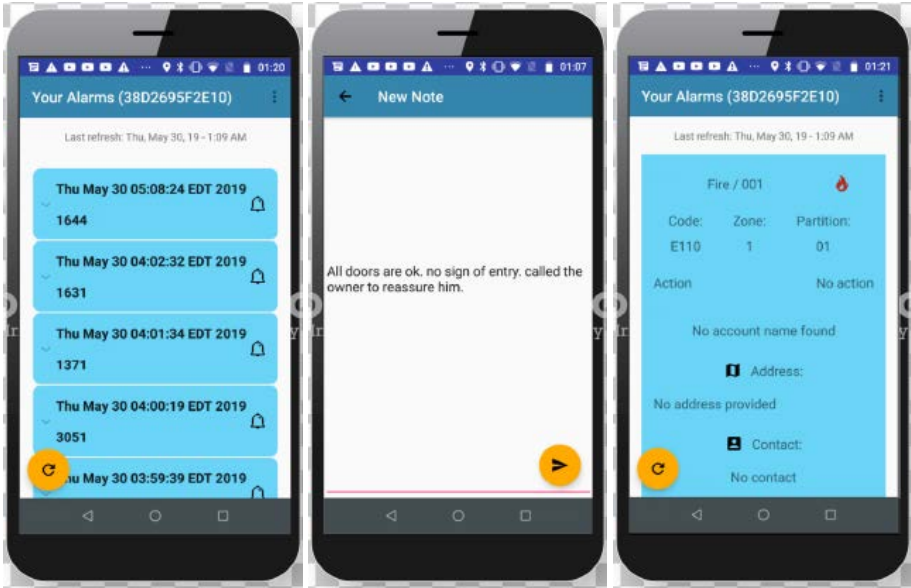 01:20
Your Alarms (38D2695F2E10)
Last refresh: Thu, May 30, 19 - 1:09 AM
Thu May 30 05:08:24 EDT 2019
1644
Thu May 30 04:02:32 EDT 2019
1631
Thu May 30 04:01:34 EDT 2019
1371
Thu May 30 04:00:19 EDT 2019
3051
May 30 03:59:39 EDT 2019
01:07
New Note
All doors are ok. no sign of entry. called the
owner to reassure him.
01:21
Your Alarms (38D2695F2E10)
Last refresh: Thu, May 30, 19 - 1:09 AM
Fire / 001
Code: Zone: Partition:
E110 1 01
Action No action
No account name found
Address:
No address provided
Contact:
No contact